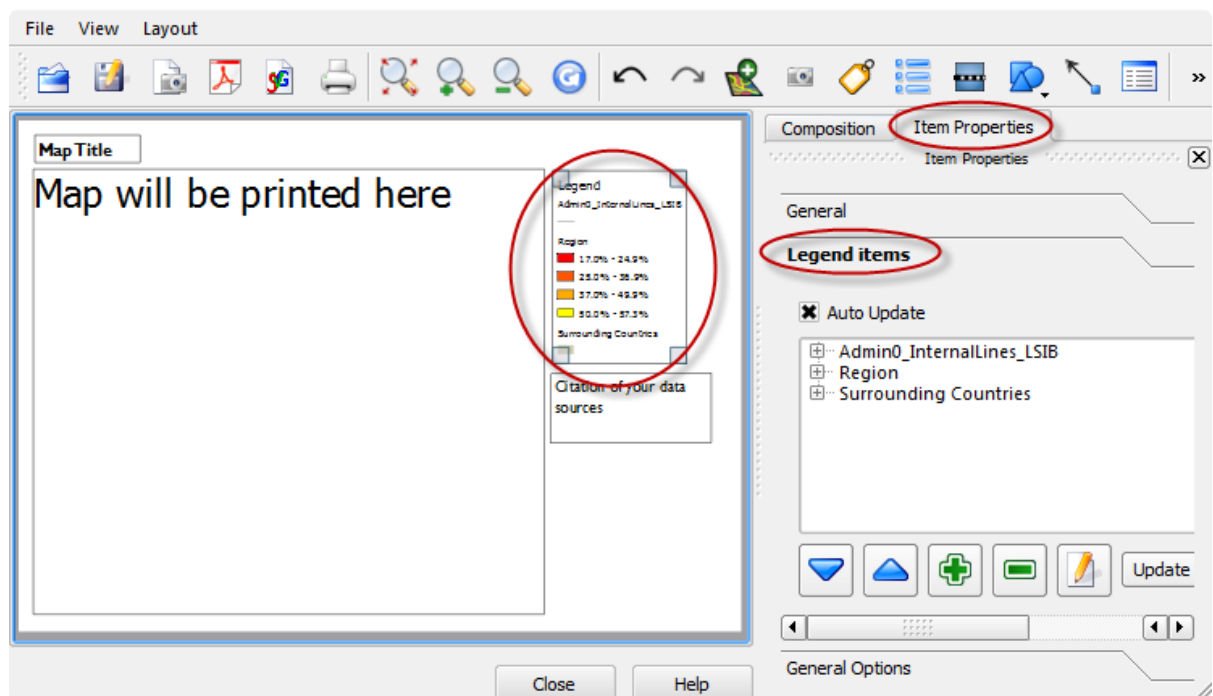 File View Layout
SG
»
Map Title
Map will be printed here
Legend
Admin0_InternalLines_LSIB
Region
17.0% - 24.9%
25.0% - 36.9%
37.0% - 49.9%
50.0% - 57.3%
Surrounding Countries
Citation of your data
sources
Composition Item Properties
Item Properties
General
Legend items
Auto Update
Admin0_InternalLines_LSIB
Region
Surrounding Countries
Update
General Options
Close Help